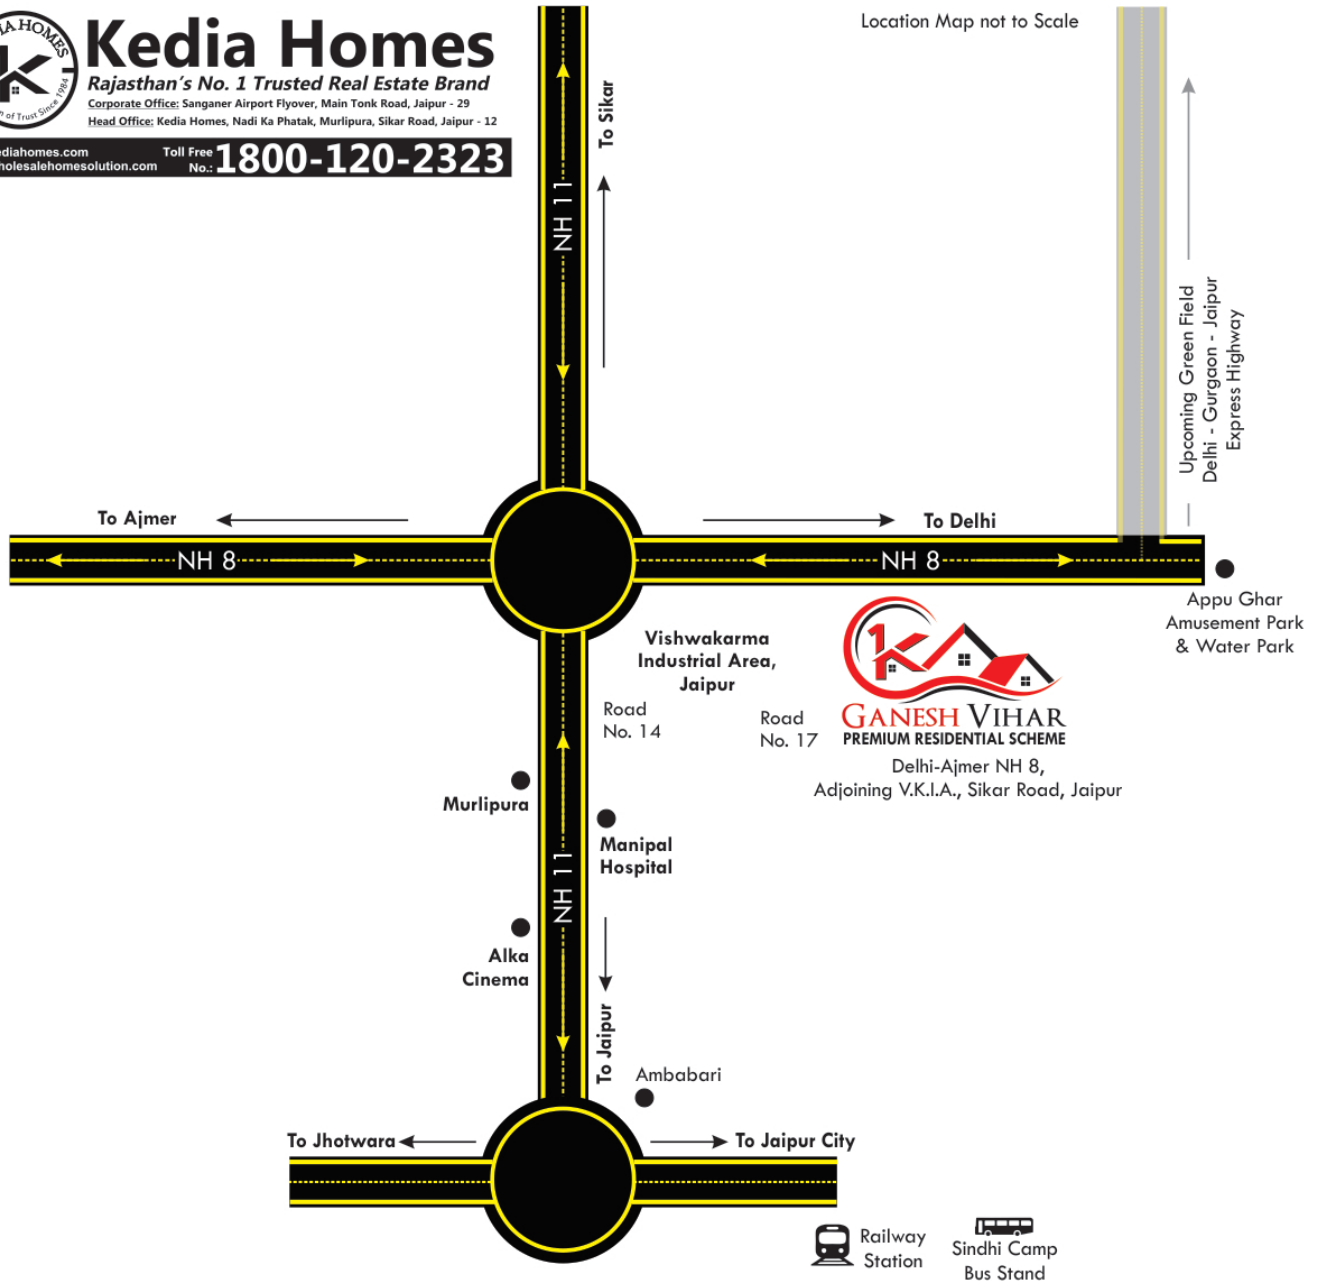 HOMES
Kedia Homes
Rajasthan's No. 1 Trusted Real Estate Brand
Corporate Office: Sanganer Airport Flyover, Main Tonk Road, Jaipur - 29
Head Office: Kedia Homes, Nadi Ka Phatak, Murlipura, Sikar Road, Jaipur - 12
of Trust Since 1984
Toll Free
No.: 1800-120-2323
Location Map not to Scale
To Sikar
NH 11
Upcoming Green Field
Delhi - Gurgaon - Jaipur
Express Highway
To Ajmer
To Delhi
NH 8
NH 8
Appu Ghar
Amusement Park
& Water Park
Vishwakarma
Industrial Area,
Jaipur
Road
No. 14
Road
No. 17
GANESH VIHAR
PREMIUM RESIDENTIAL SCHEME
Delhi-Ajmer NH 8,
Adjoining V.K.I.A., Sikar Road, Jaipur
Murlipura
Manipal
Hospital
NH 11
Alka
Cinema
To Jaipur
Ambabari
To Jhotwara
To Jaipur City
Railway
Station
Sindhi Camp
Bus Stand